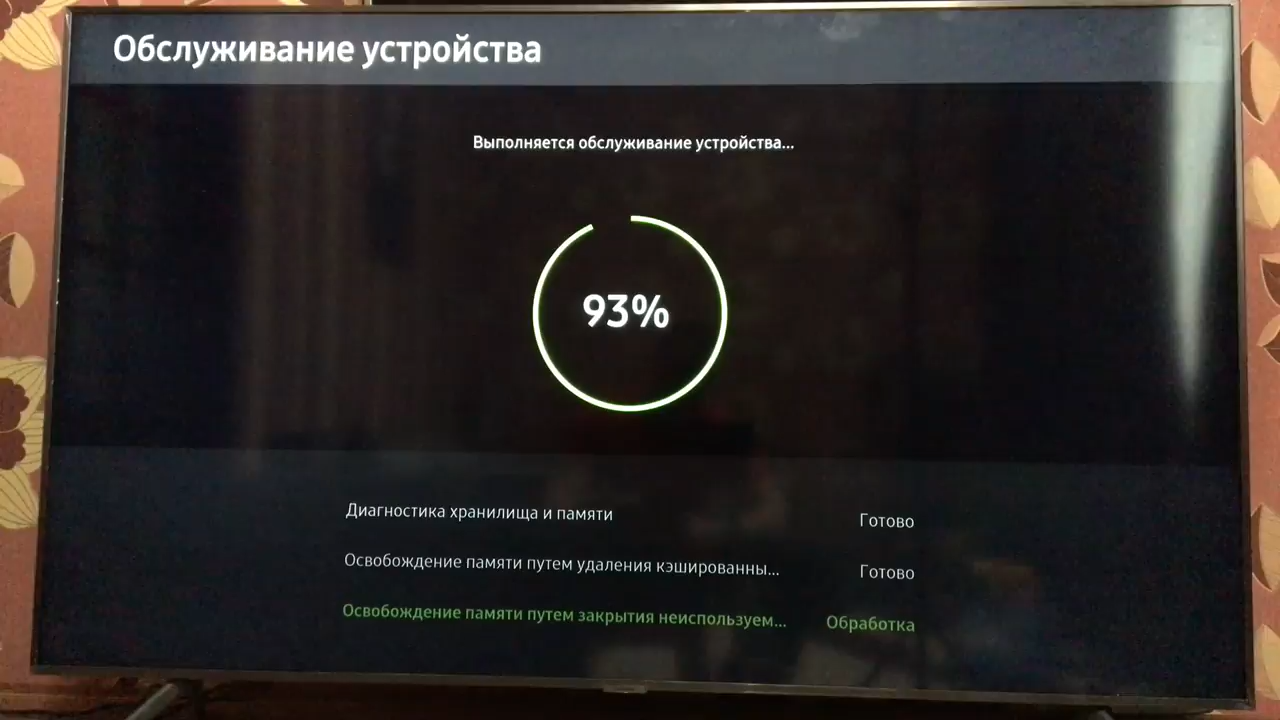 Обслуживание устройства
Выполняется обслуживание устройства...
93%
Диагностика хранилища и памяти Готово
Освобождение памяти путем удаления кэшированны... Готово
Освобождение памяти путем закрытия неиспользуем... Обработка